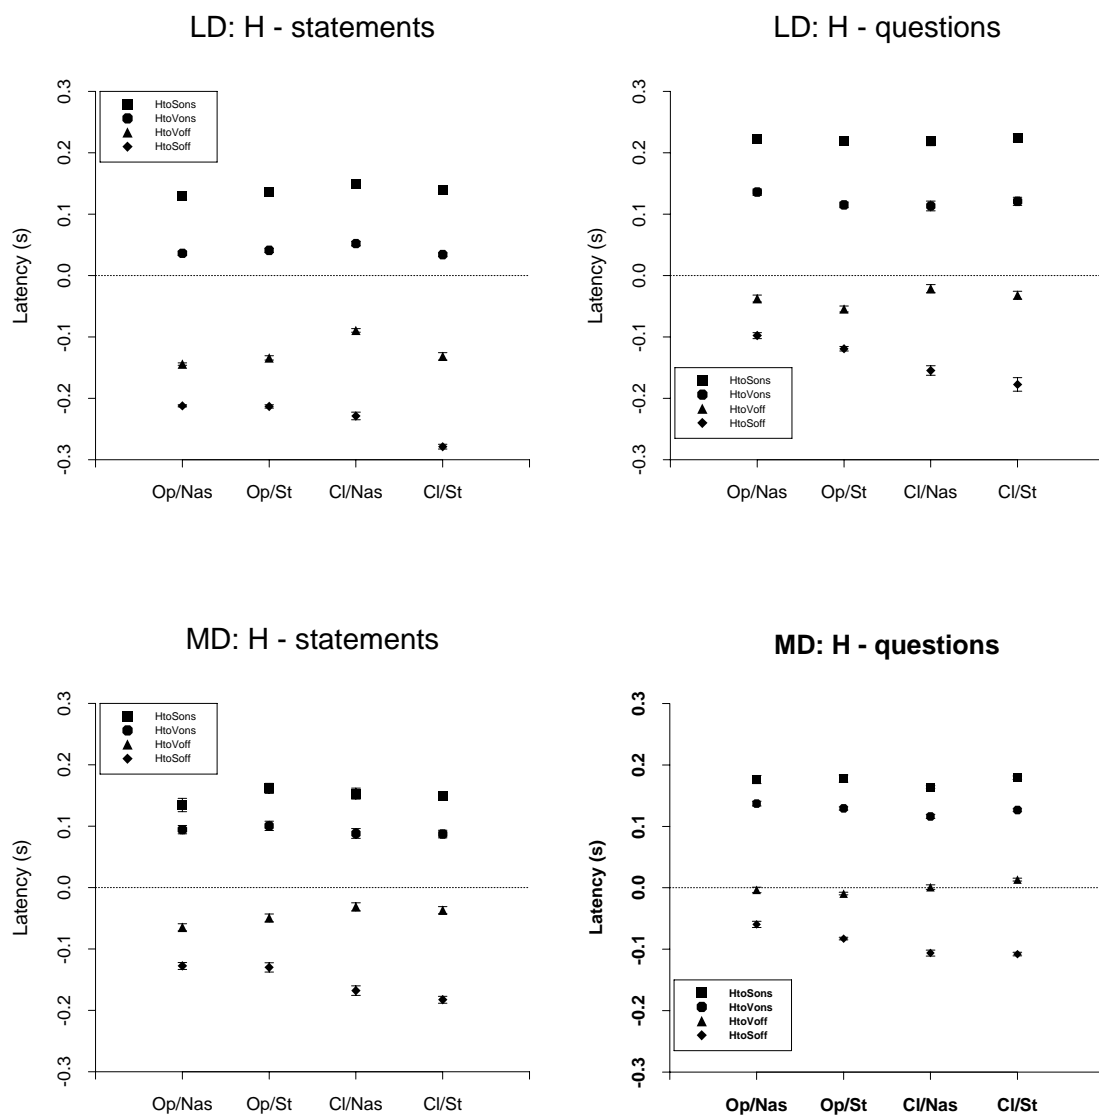 LD: H - statements
Latency (s)
0.3
0.2
0.1
0.0
-0.1
-0.2
-0.3
HtoSons
HtoVons
HtoVoff
HtoSoff
Op/Nas Op/St Cl/Nas Cl/St
LD: H - questions
Latency (s)
0.3
0.2
0.1
0.0
-0.1
-0.2
-0.3
HtoSons
HtoVons
HtoVoff
HtoSoff
Op/Nas Op/St Cl/Nas Cl/St
MD: H - statements
Latency (s)
0.3
0.2
0.1
0.0
-0.1
-0.2
-0.3
HtoSons
HtoVons
HtoVoff
HtoSoff
Op/Nas Op/St Cl/Nas Cl/St
MD: H - questions
Latency (s)
0.3
0.2
0.1
0.0
-0.1
-0.2
-0.3
HtoSons
HtoVons
HtoVoff
HtoSoff
Op/Nas Op/St Cl/Nas Cl/St